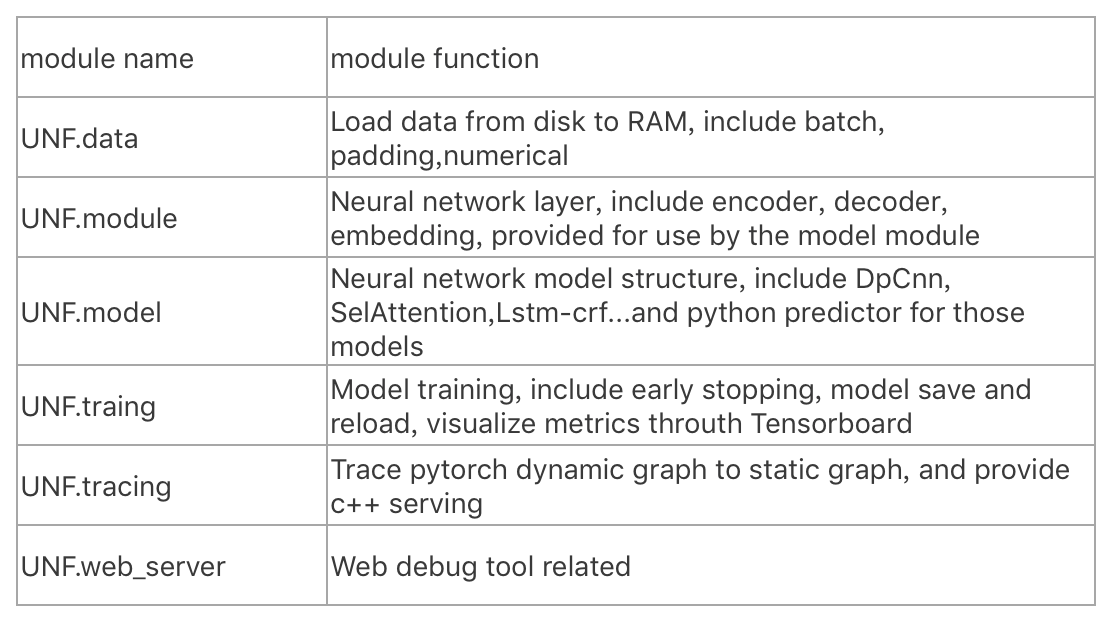 module name
module function
UNF.data
Load data from disk to RAM, include batch,
padding,numerical
UNF.module
Neural network layer, include encoder, decoder,
embedding, provided for use by the model module
UNF.model
Neural network model structure, include DpCnn,
SelAttention,Lstm-crf...and python predictor for those
models
UNF.traing
Model training, include early stopping, model save and
reload, visualize metrics throuth Tensorboard
UNF.tracing
Trace pytorch dynamic graph to static graph, and provide
c++ serving
UNF.web_server
Web debug tool related